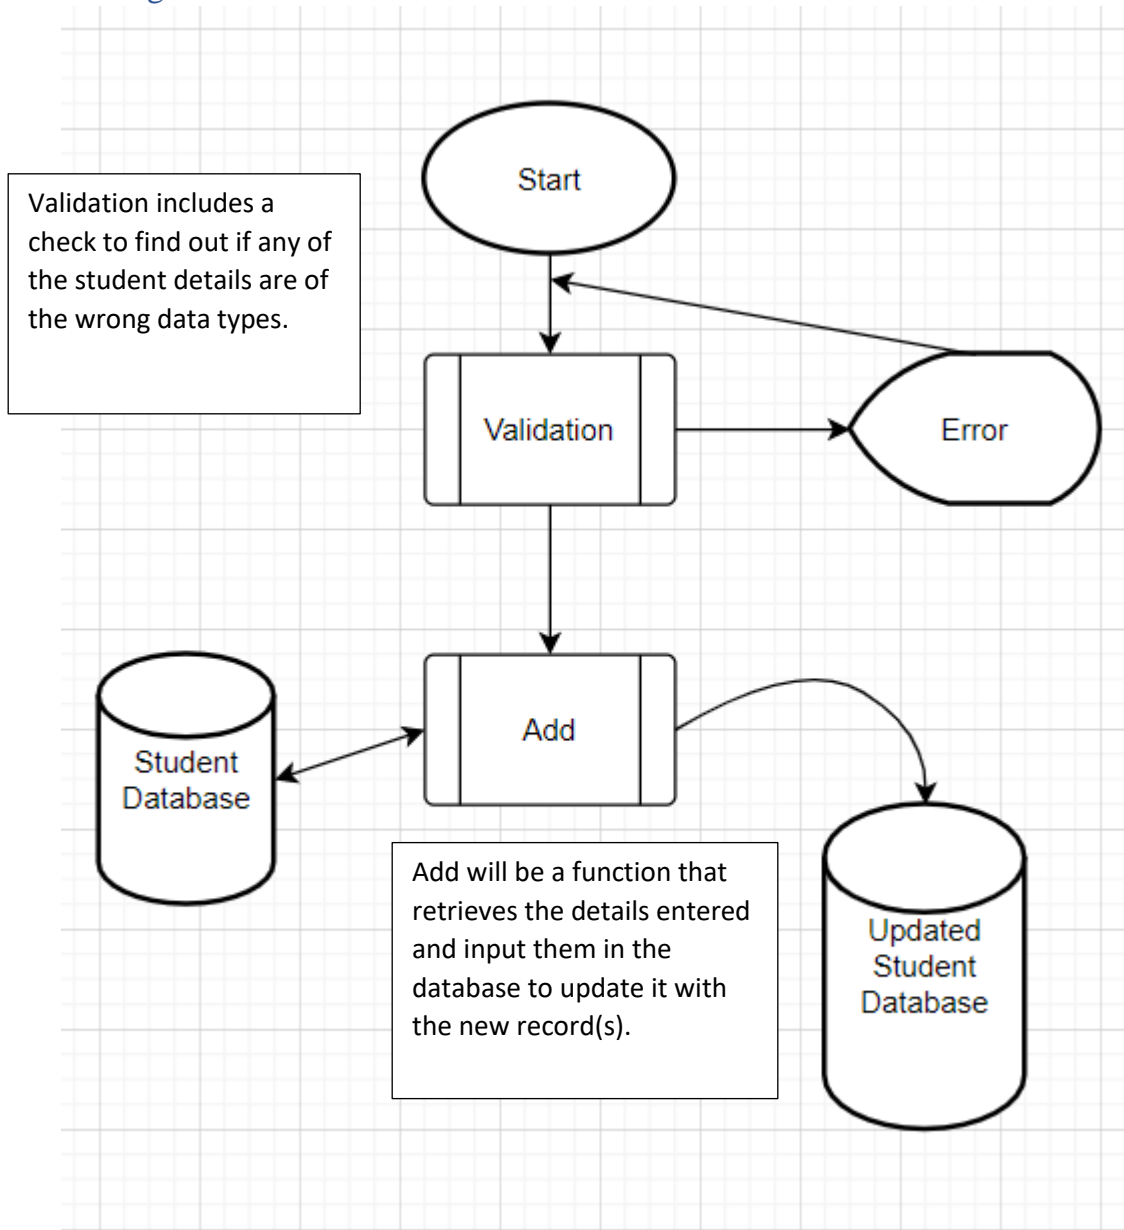 Start
Validation includes a
check to find out if any of
the student details are of
the wrong data types.
Validation
Error
Add
Student
Database
Add will be a function that
retrieves the details entered
and input them in the
database to update it with
the new record(s).
Updated
Student
Database